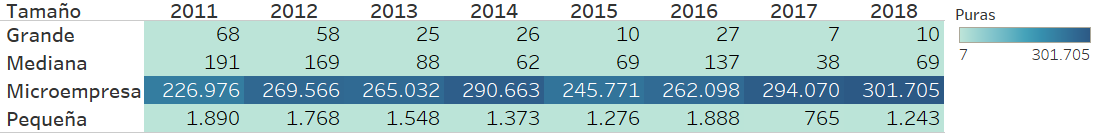 Tamaño 2011 2012 2013 2014 2015 2016 2017 2018
Grande 68 58 25 26 10 27 7 10
Mediana 191 169 88 62 69 137 38 69
Microempresa 226.976 269.566 265.032 290.663 245.771 262.098 294.070 301.705
Pequeña 1.890 1.768 1.548 1.373 1.276 1.888 765 1.243
Puras
7 301.705